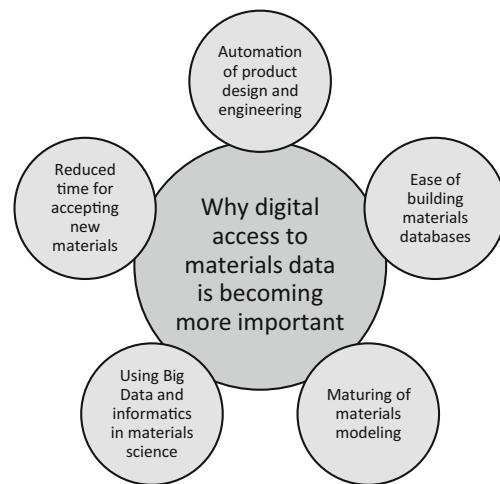 Automation
of product
design and
engineering
Reduced
time for
accepting
new
materials
Why digital
access to
materials data
is becoming
more important
Ease of
building
materials
databases
Using Big
Data and
informatics
in materials
science
Maturing of
materials
modeling